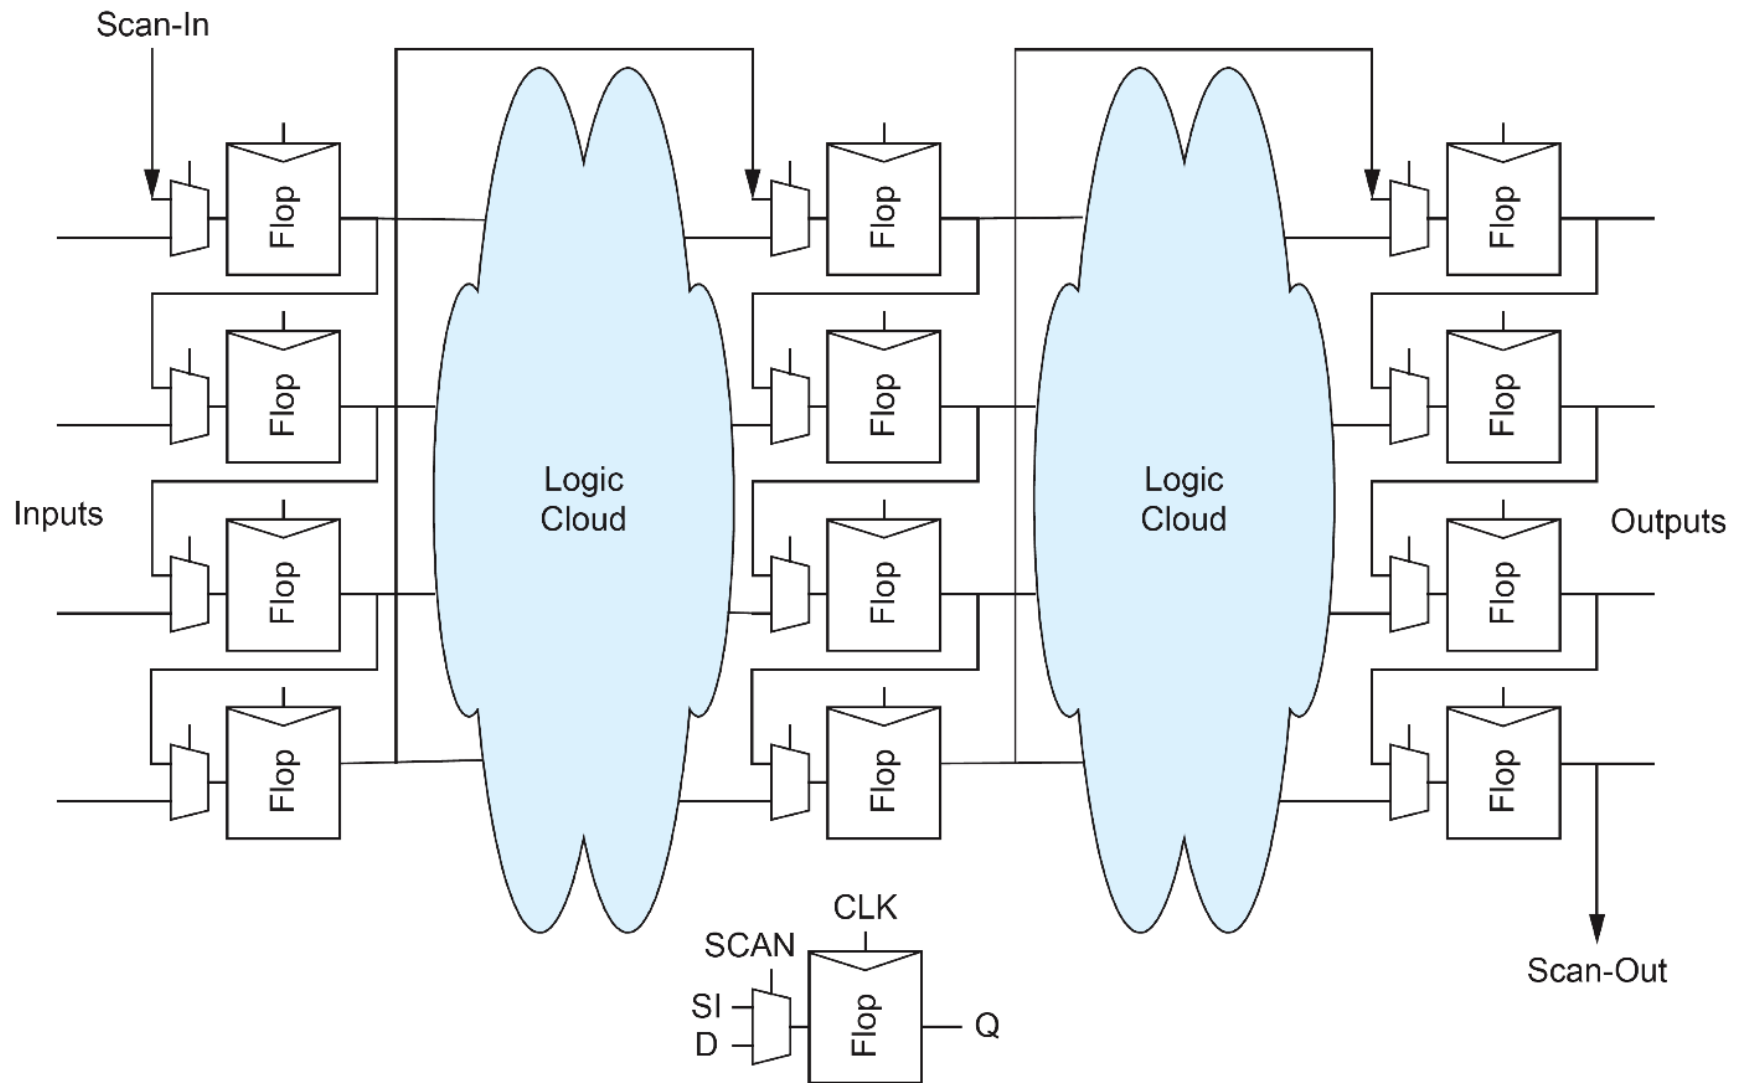 Scan-In
Flop
Flop
Flop
Flop
Flop
Flop
Flop
Flop
Flop
Flop
Flop
Flop
Inputs
Logic
Cloud
Logic
Cloud
Outputs
CLK
SCAN
SI
D
Flop
Q
Scan-Out